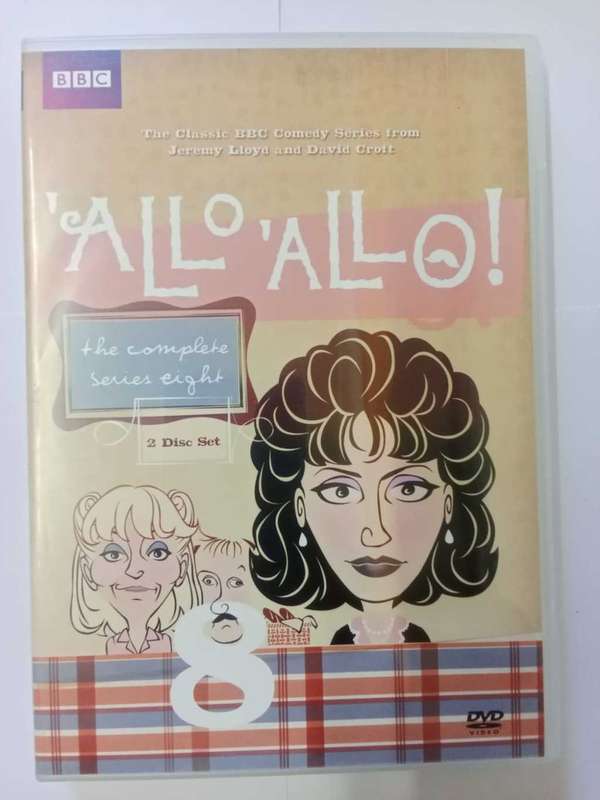 BBC
The Classic BBC Comedy Series from
Jeremy Lloyd and David Croft
'ALLO 'ALLO!
the complete
series eight
2 Disc Set
8
DVD
VIDEO